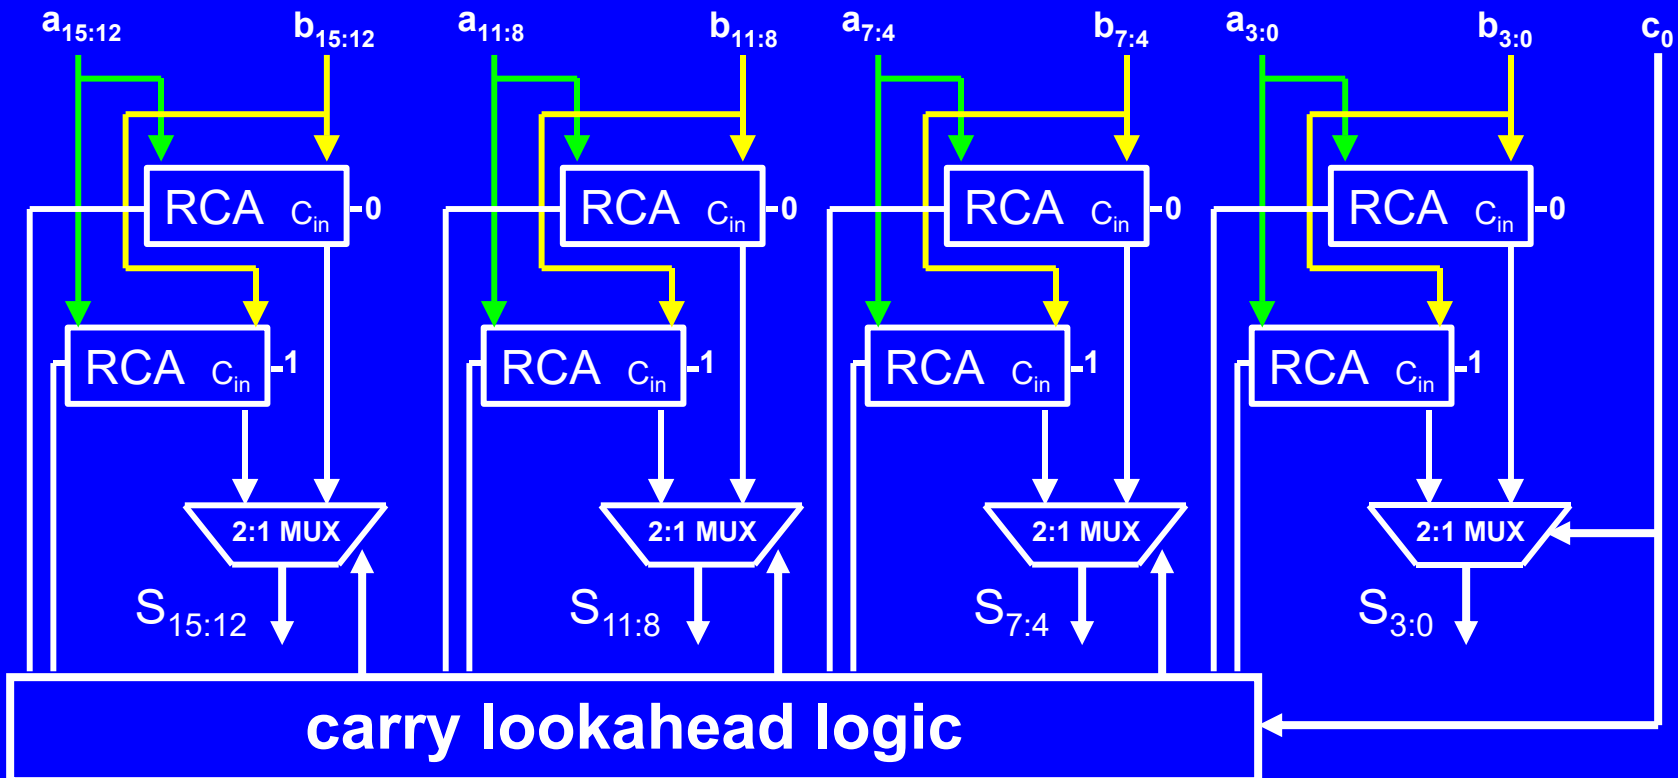 a15:12 b15:12 a11:8 b11:8 a7:4 b7:4 a3:0 b3:0 c0
RCA Cin 0 RCA Cin 0 RCA Cin 0 RCA Cin 0
RCA Cin 1 RCA Cin 1 RCA Cin 1 RCA Cin 1
2:1 MUX 2:1 MUX 2:1 MUX 2:1 MUX
S15:12 S11:8 S7:4 S3:0
carry lookahead logic